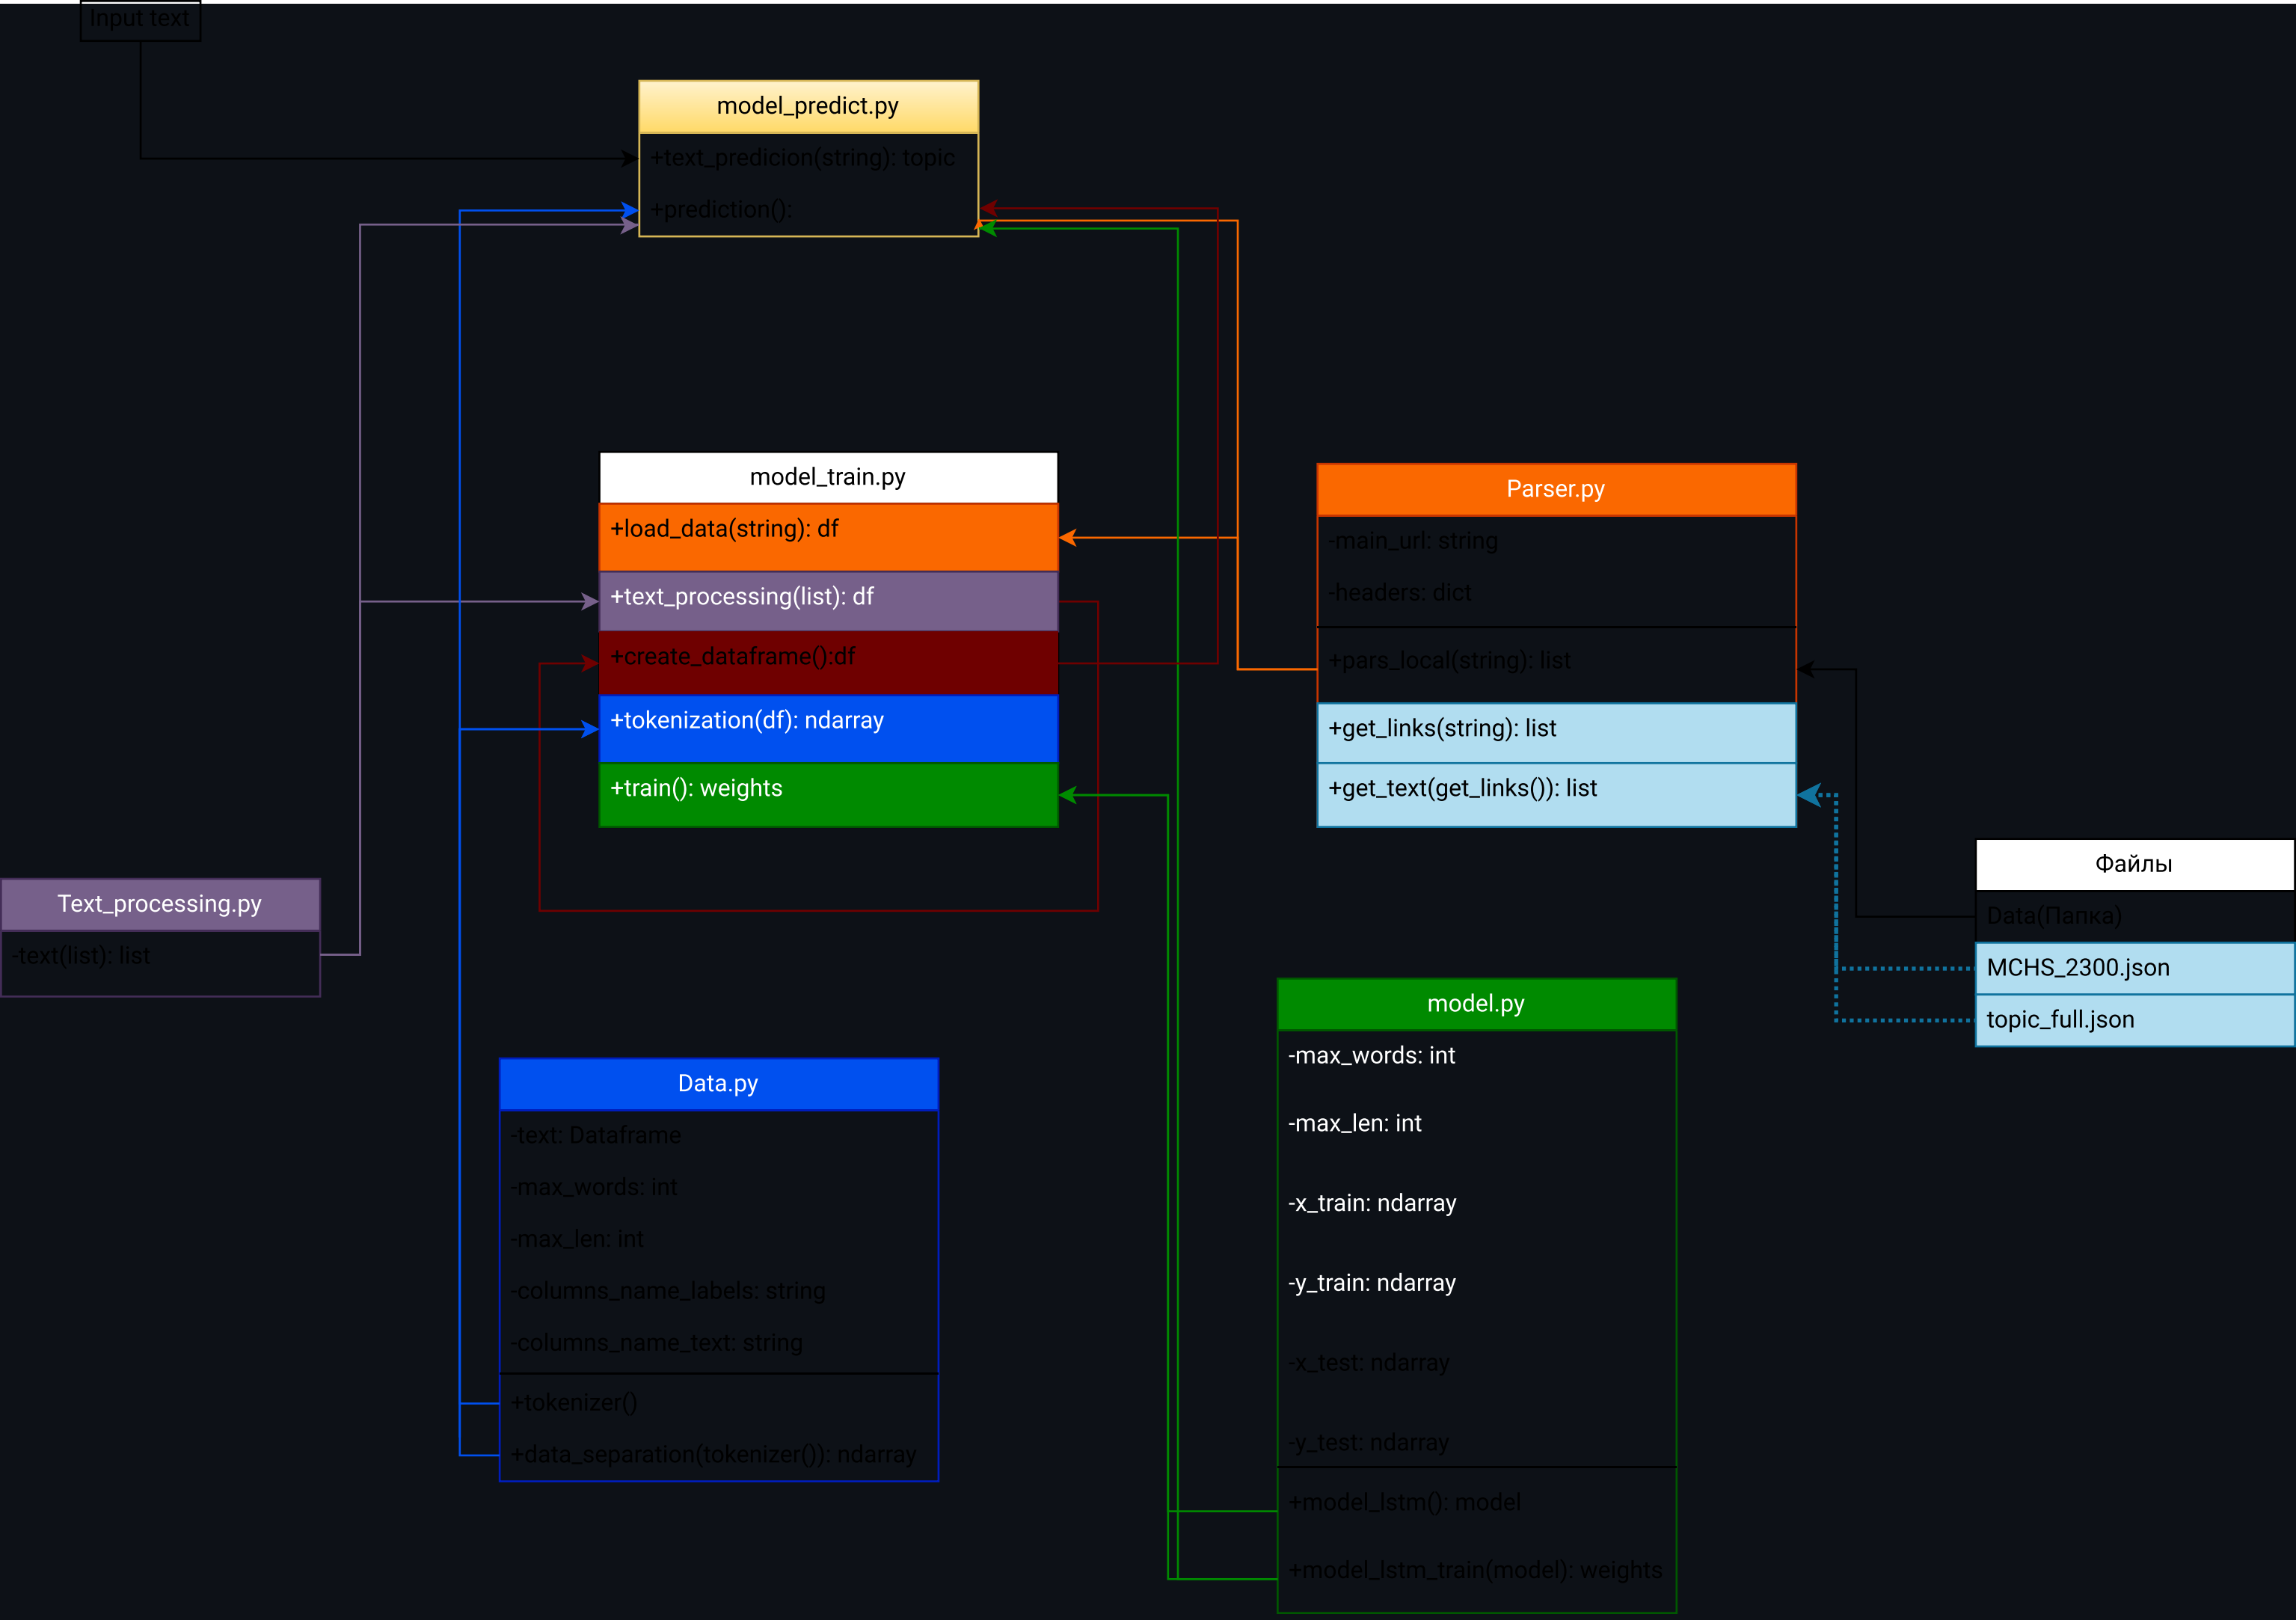 Input text
model_predict.py
+text_predicion(string): topic
+prediction():
model_train.py
+load_data(string): df
+text_processing(list): df
+create_dataframe():df
+tokenization(df): ndarray
+train(): weights
Parser.py
-main_url: string
-headers: dict
+pars_local(string): list
+get_links(string): list
+get_text(get_links()): list
Файлы
Data(Папка)
MCHS_2300.json
topic_full.json
Text_processing.py
-text(list): list
Data.py
-text: Dataframe
-max_words: int
-max_len: int
-columns_name_labels: string
-columns_name_text: string
+tokenizer()
+data_separation(tokenizer()): ndarray
model.py
-max_words: int
-max_len: int
-x_train: ndarray
-y_train: ndarray
-x_test: ndarray
-y_test: ndarray
+model_lstm(): model
+model_lstm_train(model): weights